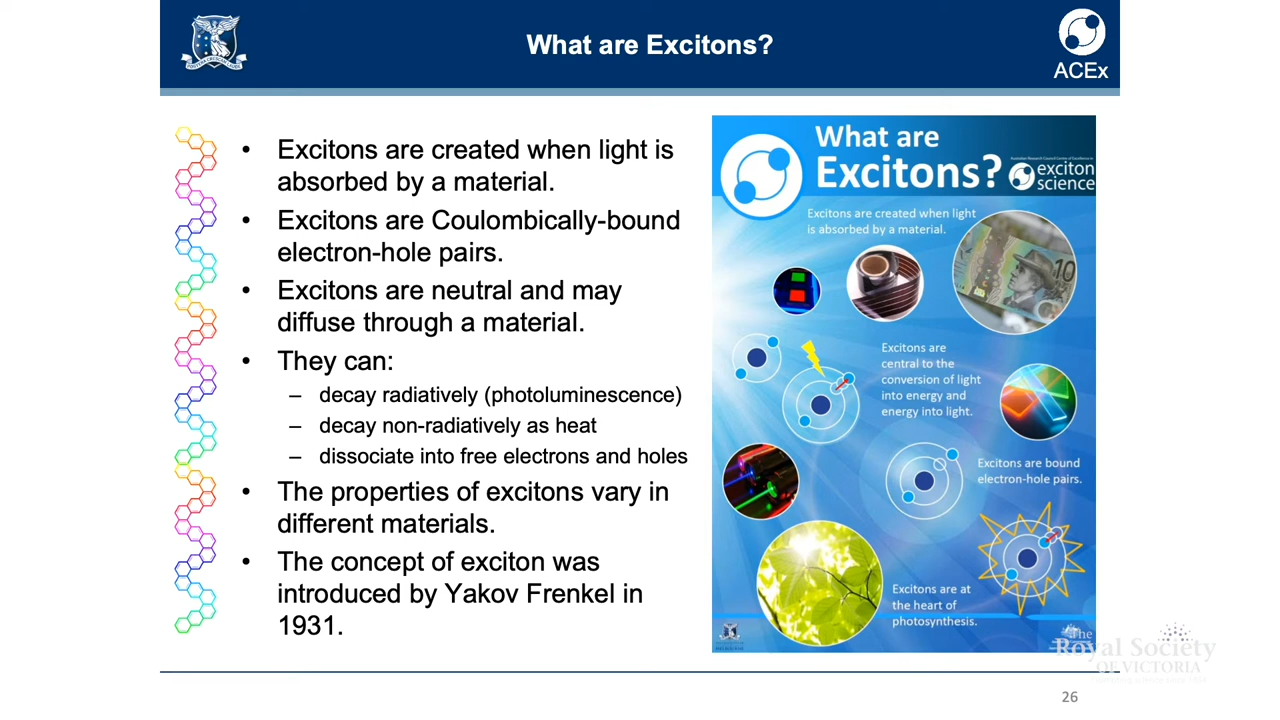 What are Excitons?
ACEx
• Excitons are created when light is
absorbed by a material.
• Excitons are Coulombically-bound
electron-hole pairs.
• Excitons are neutral and may
diffuse through a material.
• They can:
– decay radiatively (photoluminescence)
– decay non-radiatively as heat
– dissociate into free electrons and holes
• The properties of excitons vary in
different materials.
• The concept of exciton was
introduced by Yakov Frenkel in
1931.
What are
Excitons?
exciton
science
Excitons are created when light
is absorbed by a material.
10
Excitons are
central to the
conversion of light
into energy and
energy into light.
Excitons are bound
electron-hole pairs.
Excitons are at
the heart of
photosynthesis.
The
Royal Society
OF VICTORIA
26